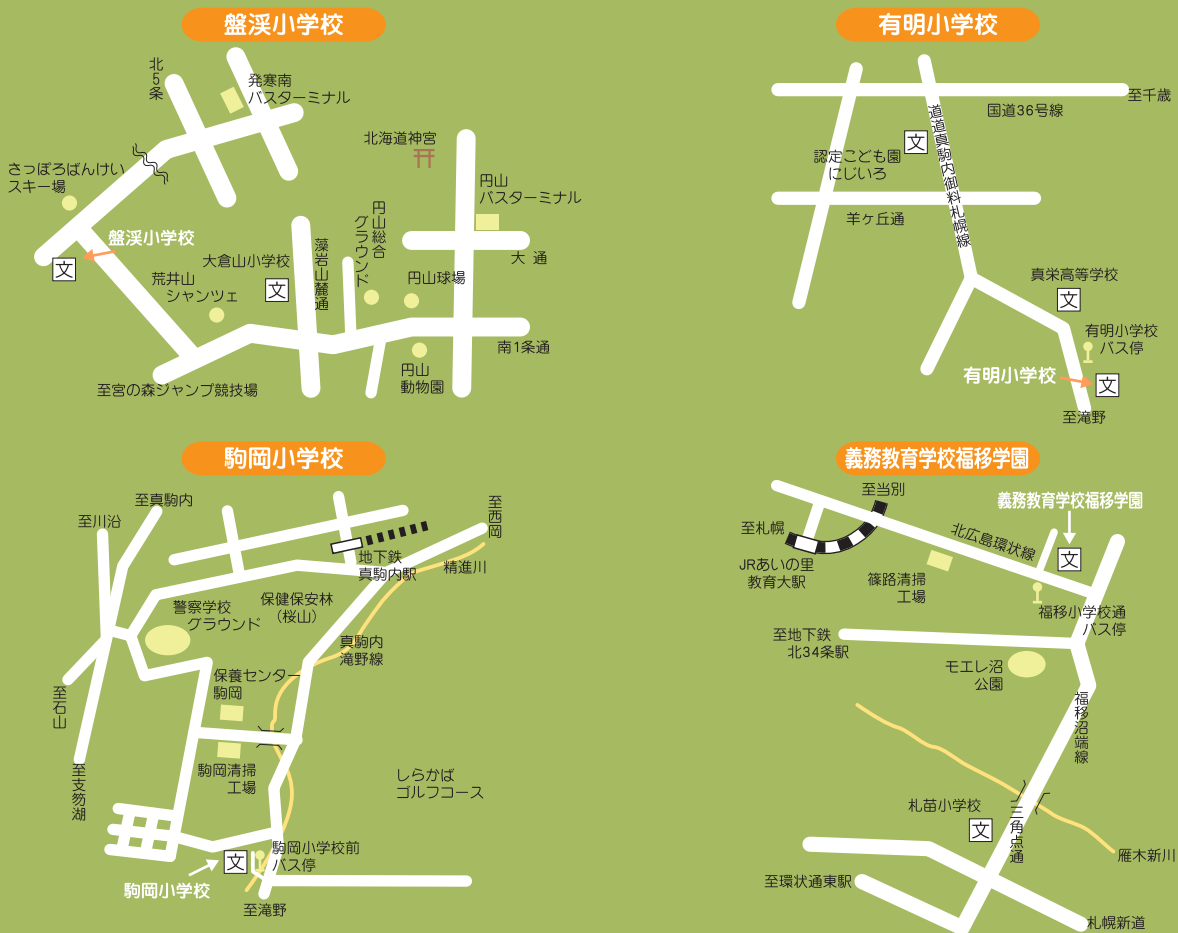 盤渓小学校
北5条
発寒南
バスターミナル
北海道神宮
さっぽろばんけい
スキー場
円山
バスターミナル
盤渓小学校
文
大倉山小学校
文
藻岩山麓通
円山総合
グラウンド
大 通
荒井山
シャンツェ
円山球場
南1条通
円山
動物園
至宮の森ジャンプ競技場
有明小学校
至千歳
国道36号線
道道真駒内御料札幌線
文
認定こども園
にじいろ
羊ヶ丘通
真栄高等学校
文
有明小学校
バス停
有明小学校
文
至滝野
駒岡小学校
至真駒内
至川沿
至西岡
地下鉄
真駒内駅
精進川
警察学校
グラウンド
保健保安林
（桜山）
真駒内
滝野線
保養センター
駒岡
至石山
駒岡清掃
工場
至支笏湖
しらかば
ゴルフコース
駒岡小学校前
バス停
文
駒岡小学校
至滝野
義務教育学校福移学園
至当別
義務教育学校福移学園
至札幌
北広島環状線
文
JRあいの里
教育大駅
篠路清掃
工場
福移小学校通
バス停
至地下鉄
北34条駅
モエレ沼
公園
福移沼端線
札苗小学校
文
三角点通
雁木新川
至環状通東駅
札幌新道